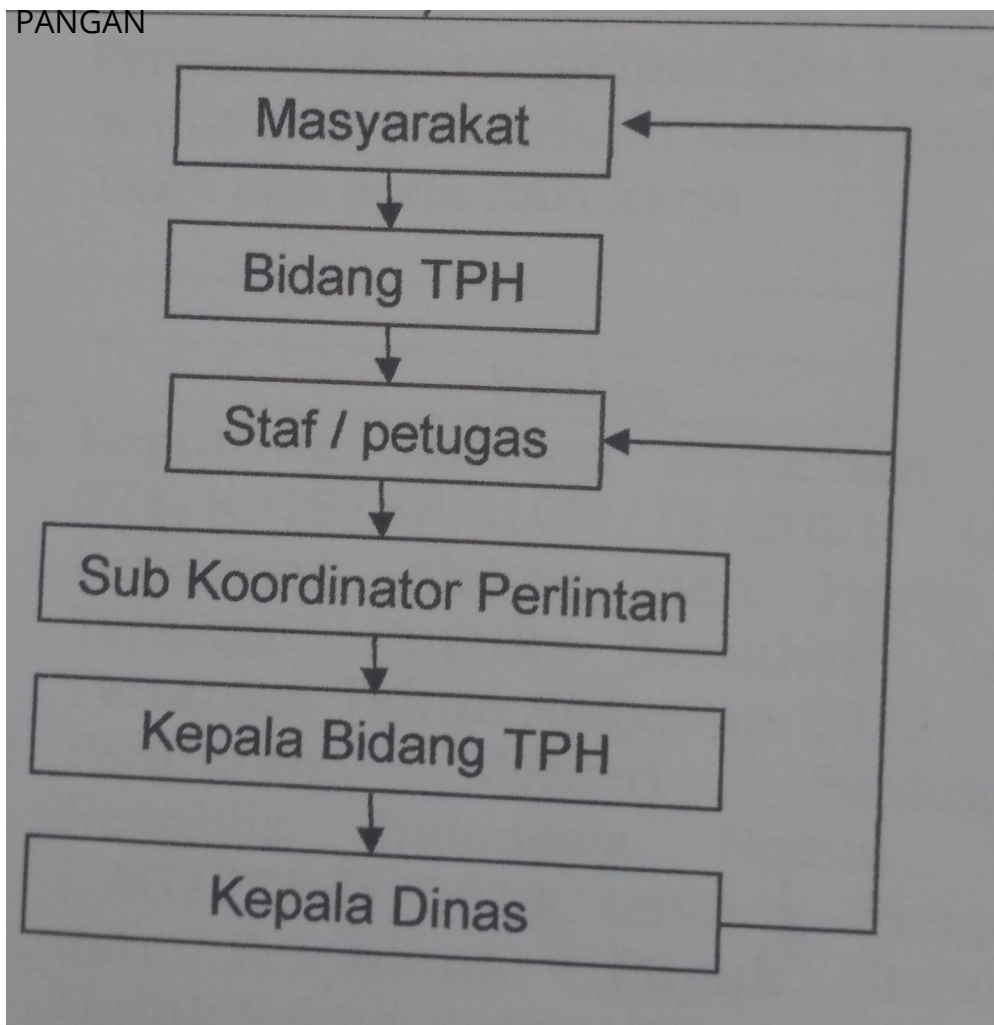 PANGAN
Masyarakat
Bidang TPH
Staf / petugas
Sub Koordinator Perlintan
Kepala Bidang TPH
Kepala Dinas